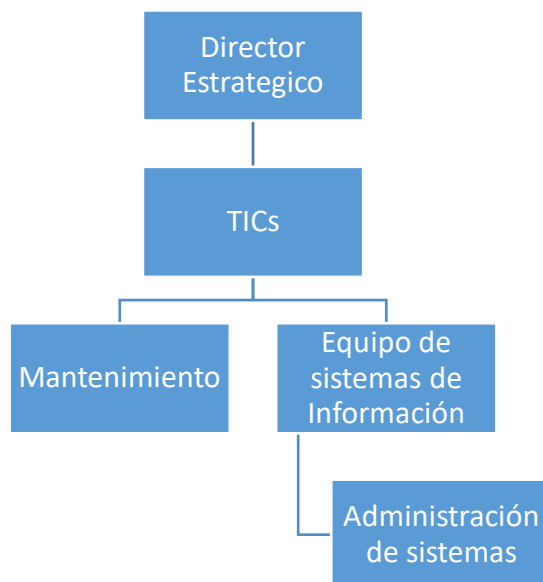 Director
Estrategico
TICs
Mantenimiento
Equipo de
sistemas de
Información
Administración
de sistemas